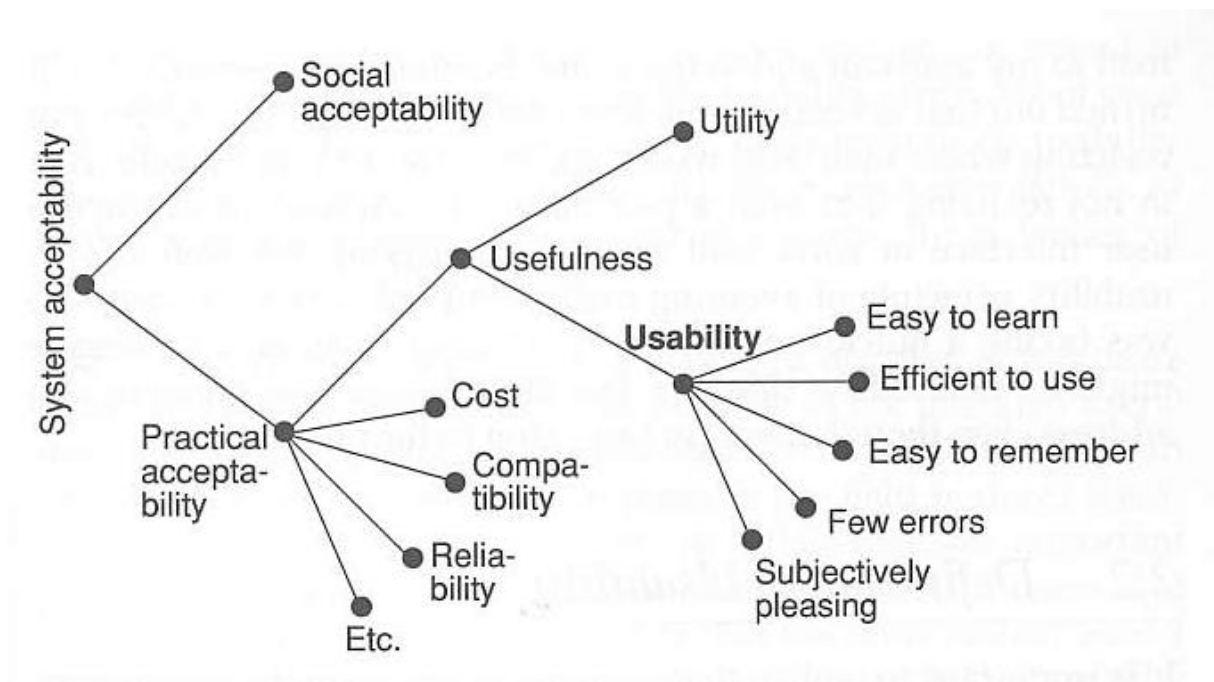 System acceptability
Social
acceptability
Practical
accepta-
bility
Usefulness
Cost
Compa-
tibility
Relia-
bility
Etc.
Utility
Usability
Easy to learn
Efficient to use
Easy to remember
Few errors
Subjectively
pleasing